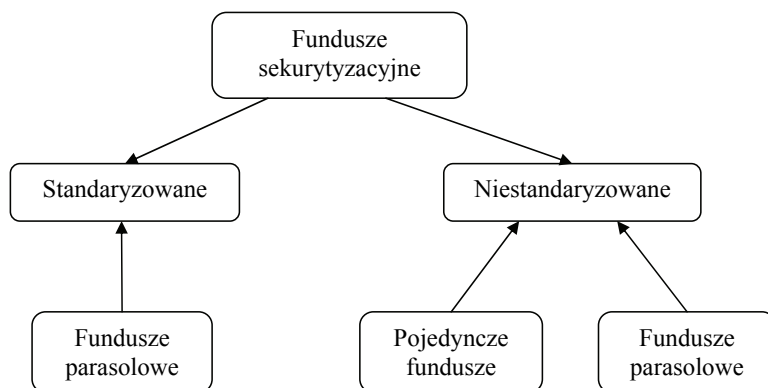 Fundusze
sekurytyzacyjne
Standaryzowane
Niestandaryzowane
Fundusze
parasolowe
Pojedyncze
fundusze
Fundusze
parasolowe